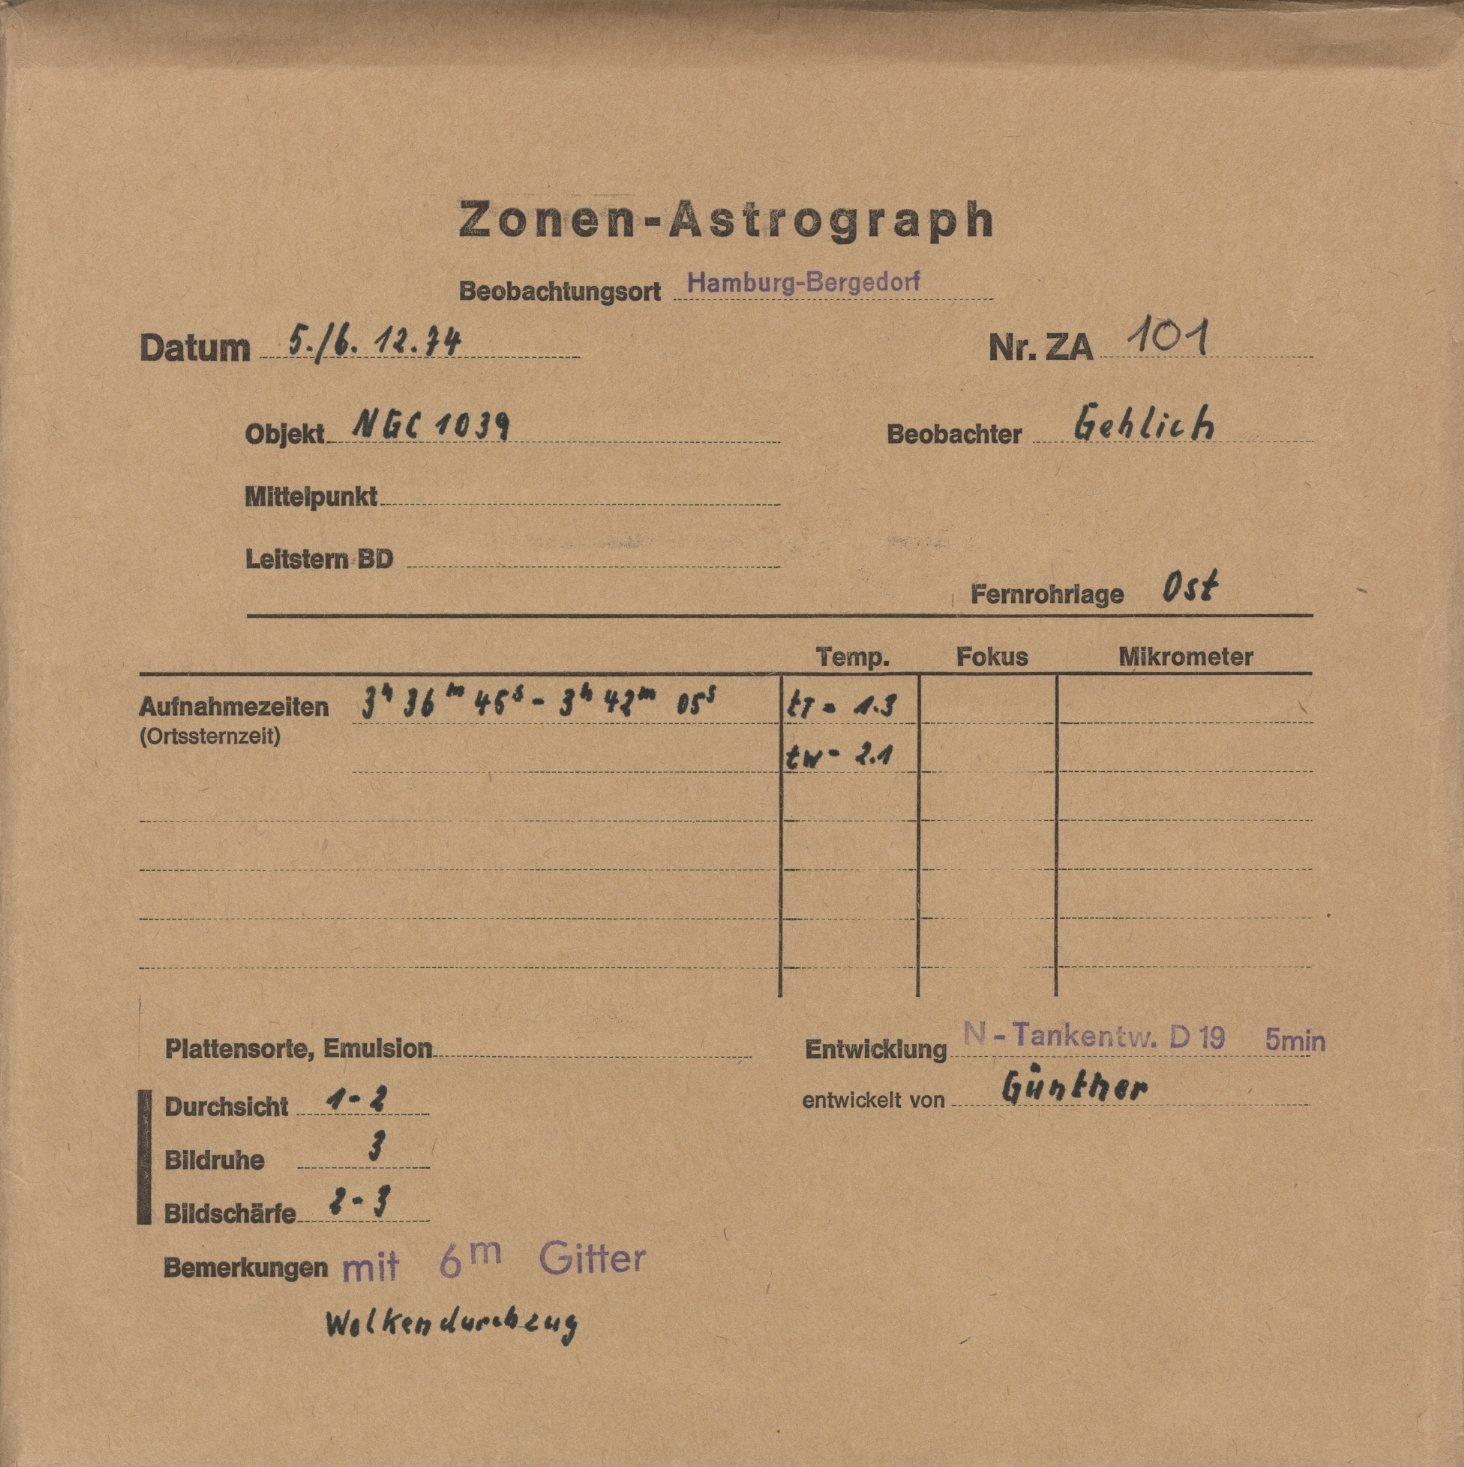 Zonen-Astrograph
Beobachtungsort Hamburg-Bergedorf
Datum 5./6. 12.74 Nr. ZA 101
Objekt NGC 1039 Beobachter Gehlich
Mittelpunkt
Leitstern BD
Fernrohrlage Ost
Temp. Fokus Mikrometer
Aufnahmezeiten 3h 36m 45s - 3h 42m 05s tT = 1.3
(Ortssternzeit)
tw = 2.1
Plattensorte, Emulsion Entwicklung N - Tankentw. D 19 5min
Durchsicht 1-2 entwickelt von Günther
Bildruhe 3
Bildschärfe 2-3
Bemerkungen mit 6m Gitter
Wolkendurchzug